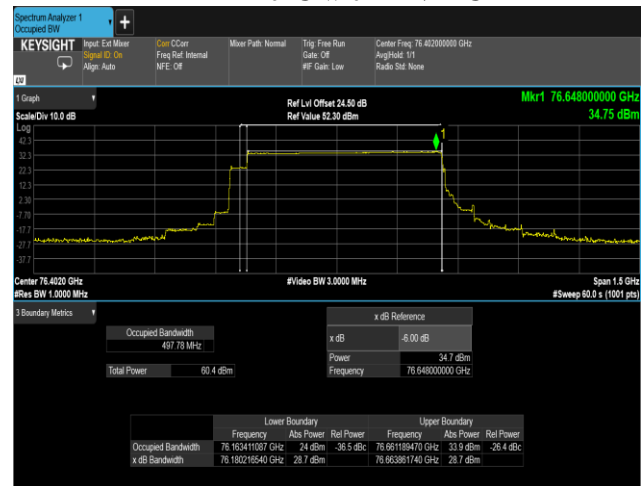 Spectrum Analyzer 1
Occupied BW
+
KEYSIGHT
Input: Ext Mixer
Signal ID: On
Align: Auto
Corr CCorr
Freq Ref: Internal
NFE: Off
Mixer Path: Normal
Trig: Free Run
Gate: Off
#IF Gain: Low
Center Freq: 76.402000000 GHz
Avg|Hold: 1/1
Radio Std: None
LXI
1 Graph
Scale/Div 10.0 dB
Ref Lvl Offset 24.50 dB
Ref Value 52.30 dBm
Mkr1 76.648000000 GHz
34.75 dBm
Log
42.3
32.3
22.3
12.3
2.30
-7.70
-17.7
-27.7
-37.7
1
Center 76.4020 GHz
#Res BW 1.0000 MHz
#Video BW 3.0000 MHz
Span 1.5 GHz
#Sweep 60.0 s (1001 pts)
3 Boundary Metrics
Occupied Bandwidth
497.78 MHz
Total Power 60.4 dBm
x dB Reference
x dB -6.00 dB
Power 34.7 dBm
Frequency 76.648000000 GHz
Lower Boundary Upper Boundary
Frequency Abs Power Rel Power Frequency Abs Power Rel Power
Occupied Bandwidth 76.163411087 GHz 24 dBm -36.5 dBc 76.661189470 GHz 33.9 dBm -26.4 dBc
x dB Bandwidth 76.180216540 GHz 28.7 dBm 76.663861740 GHz 28.7 dBm